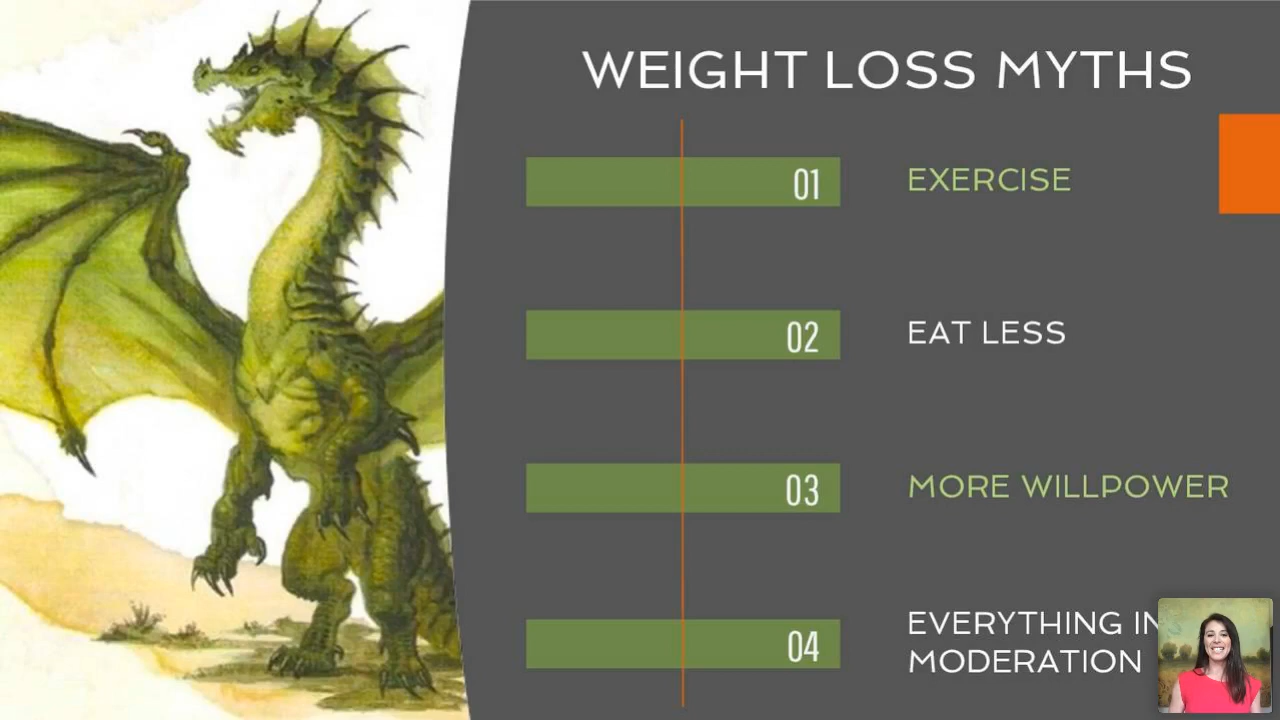 WEIGHT LOSS MYTHS
01 EXERCISE
02 EAT LESS
03 MORE WILLPOWER
04 EVERYTHING IN
MODERATION